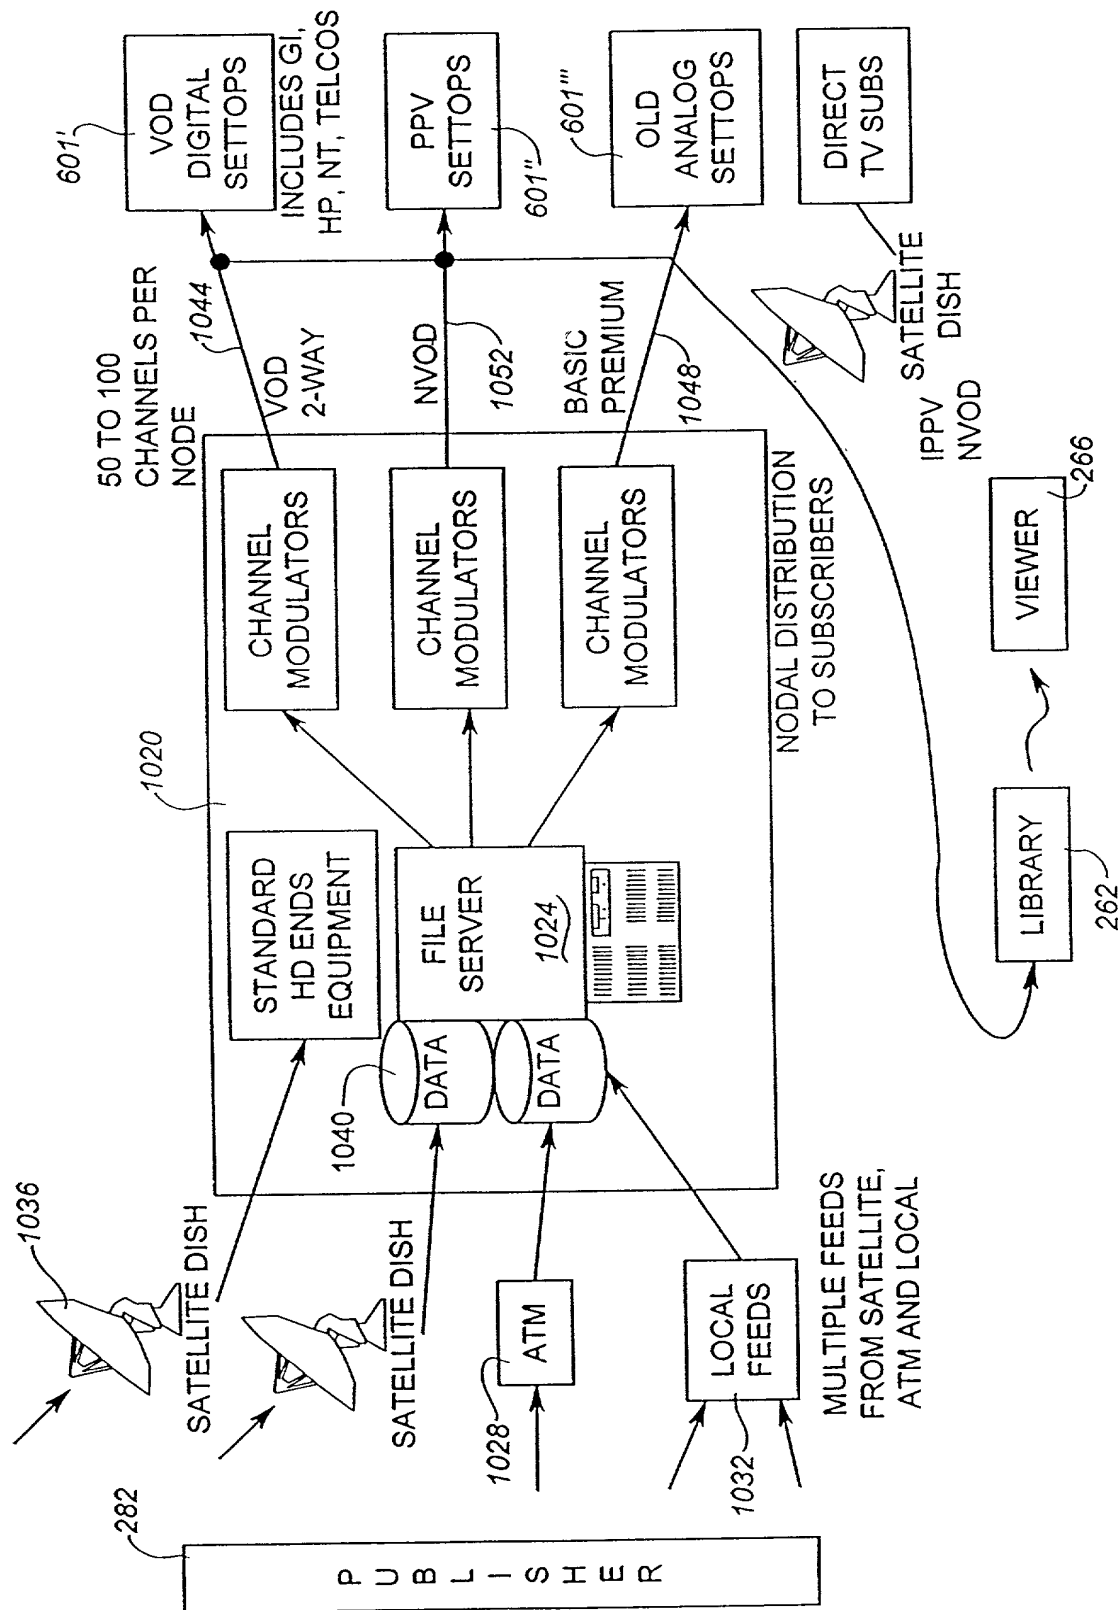 282
PUBLISHER
1036
SATELLITE DISH
SATELLITE DISH
1028
ATM
1032
LOCAL
FEEDS
MULTIPLE FEEDS
FROM SATELLITE,
ATM AND LOCAL
1020
STANDARD
HD ENDS
EQUIPMENT
1040
DATA
DATA
FILE
SERVER
1024
CHANNEL
MODULATORS
CHANNEL
MODULATORS
CHANNEL
MODULATORS
NODAL DISTRIBUTION
TO SUBSCRIBERS
50 TO 100
CHANNELS PER
NODE
1044
VOD
2-WAY
NVOD
1052
BASIC
PREMIUM
1048
601'
VOD
DIGITAL
SETTOPS
INCLUDES GI,
HP, NT, TELCOS
PPV
SETTOPS
601''
601'''
OLD
ANALOG
SETTOPS
DIRECT
TV SUBS
SATELLITE
DISH
IPPV
NVOD
LIBRARY
262
VIEWER
266